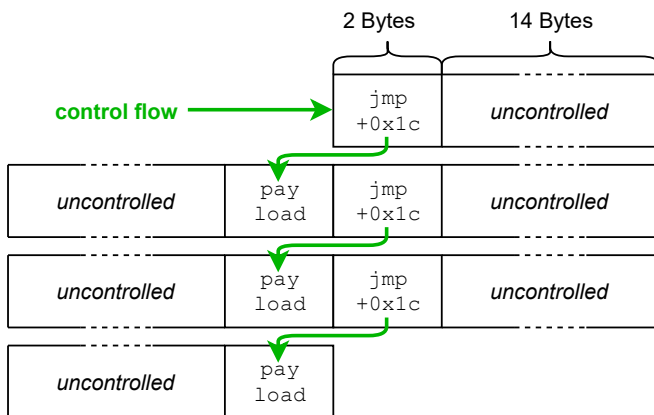 2 Bytes 14 Bytes
control flow jmp uncontrolled
+0x1c
uncontrolled pay jmp uncontrolled
load +0x1c
uncontrolled pay jmp uncontrolled
load +0x1c
uncontrolled pay
load